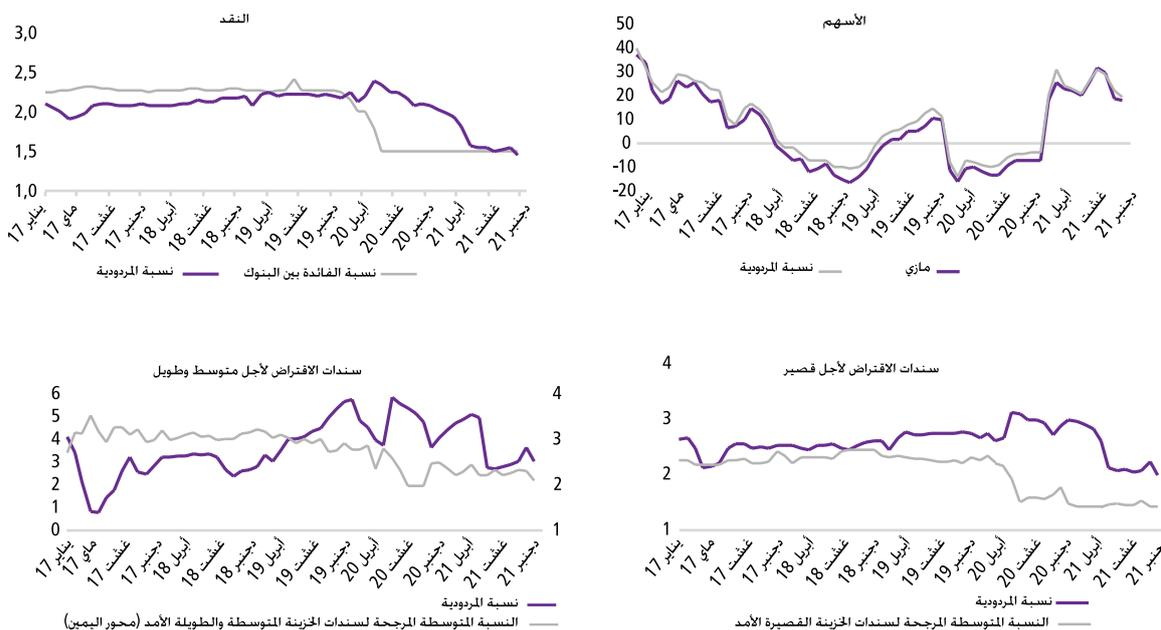 النقد
3,0
2,5
2,0
1,5
1,0
يناير 17
ماي 17
غشت 17
دجنبر 17
أبريل 18
غشت 18
دجنبر 18
أبريل 19
غشت 19
دجنبر 19
أبريل 20
غشت 20
دجنبر 20
أبريل 21
غشت 21
دجنبر 21
نسبة الفائدة بين البنوك
نسبة المردودية
الأسهم
50
40
30
20
10
0
-10
-20
يناير 17
ماي 17
غشت 17
دجنبر 17
أبريل 18
غشت 18
دجنبر 18
أبريل 19
غشت 19
دجنبر 19
أبريل 20
غشت 20
دجنبر 20
أبريل 21
غشت 21
دجنبر 21
مازي
نسبة المردودية
سندات الاقتراض لأجل متوسط وطويل
6
5
4
3
2
1
0
4
3
2
1
يناير 17
ماي 17
غشت 17
دجنبر 17
أبريل 18
غشت 18
دجنبر 18
أبريل 19
غشت 19
دجنبر 19
أبريل 20
غشت 20
دجنبر 20
أبريل 21
غشت 21
دجنبر 21
نسبة المردودية
النسبة المتوسطة المرجحة لسندات الخزينة المتوسطة والطويلة الأمد (محور اليمين)
سندات الاقتراض لأجل قصير
4
3
2
1
يناير 17
ماي 17
غشت 17
دجنبر 17
أبريل 18
غشت 18
دجنبر 18
أبريل 19
غشت 19
دجنبر 19
أبريل 20
غشت 20
دجنبر 20
أبريل 21
غشت 21
دجنبر 21
نسبة المردودية
النسبة المتوسطة المرجحة لسندات الخزينة القصيرة الأمد